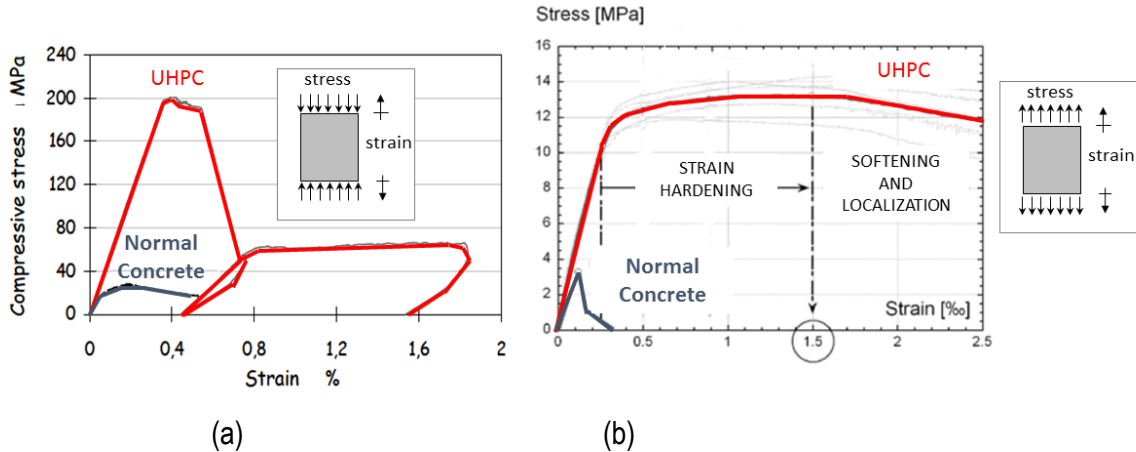 240
200
160
120
80
40
0
Compressive stress MPa
UHPC
stress
strain
Normal
Concrete
0
0,4
0,8
1,2
1,6
2
Strain %
(a)
Stress [MPa]
16
14
12
10
8
6
4
2
0
UHPC
STRAIN
HARDENING
SOFTENING
AND
LOCALIZATION
Normal
Concrete
Strain [‰]
0
0.5
1
1.5
2
2.5
stress
strain
(b)